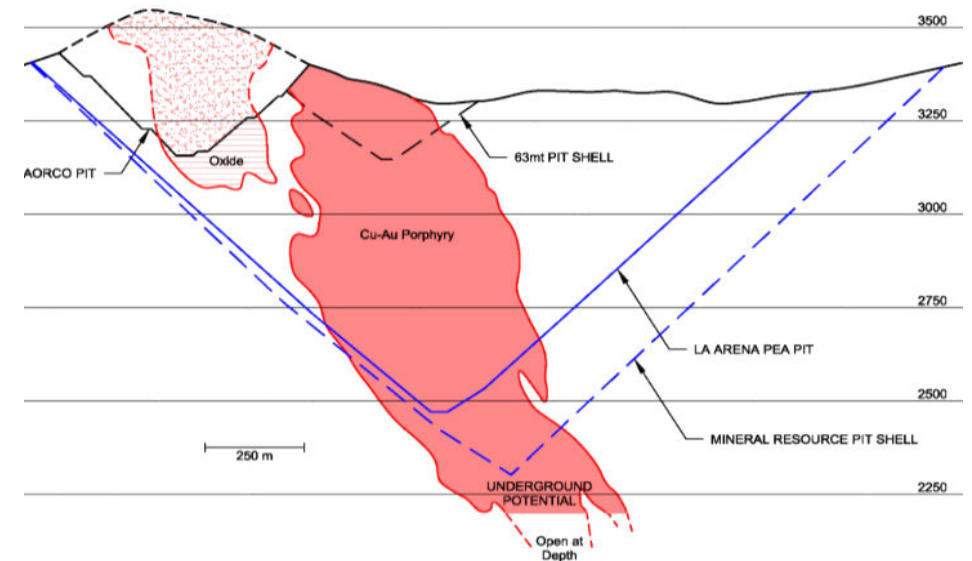 3500
3250
63mt PIT SHELL
Oxide
AORCO PIT
3000
Cu-Au Porphyry
2750
LA ARENA PEA PIT
2500
MINERAL RESOURCE PIT SHELL
250 m
UNDERGROUND
POTENTIAL
2250
Open at
Depth